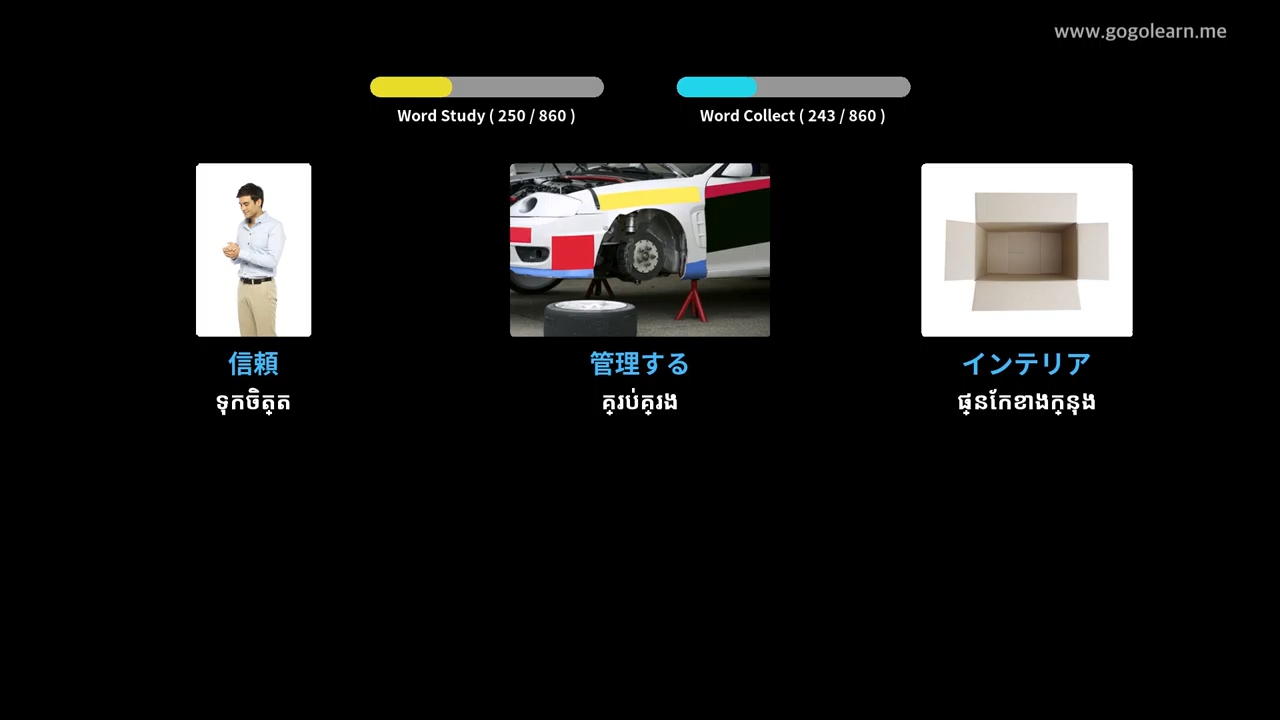 www.gogolearn.me
Word Study ( 250 / 860 )
Word Collect ( 243 / 860 )
信頼
管理する
インテリア
ទុកចិត្ត
គ្រប់គ្រង
ផ្នែកខាងក្នុង